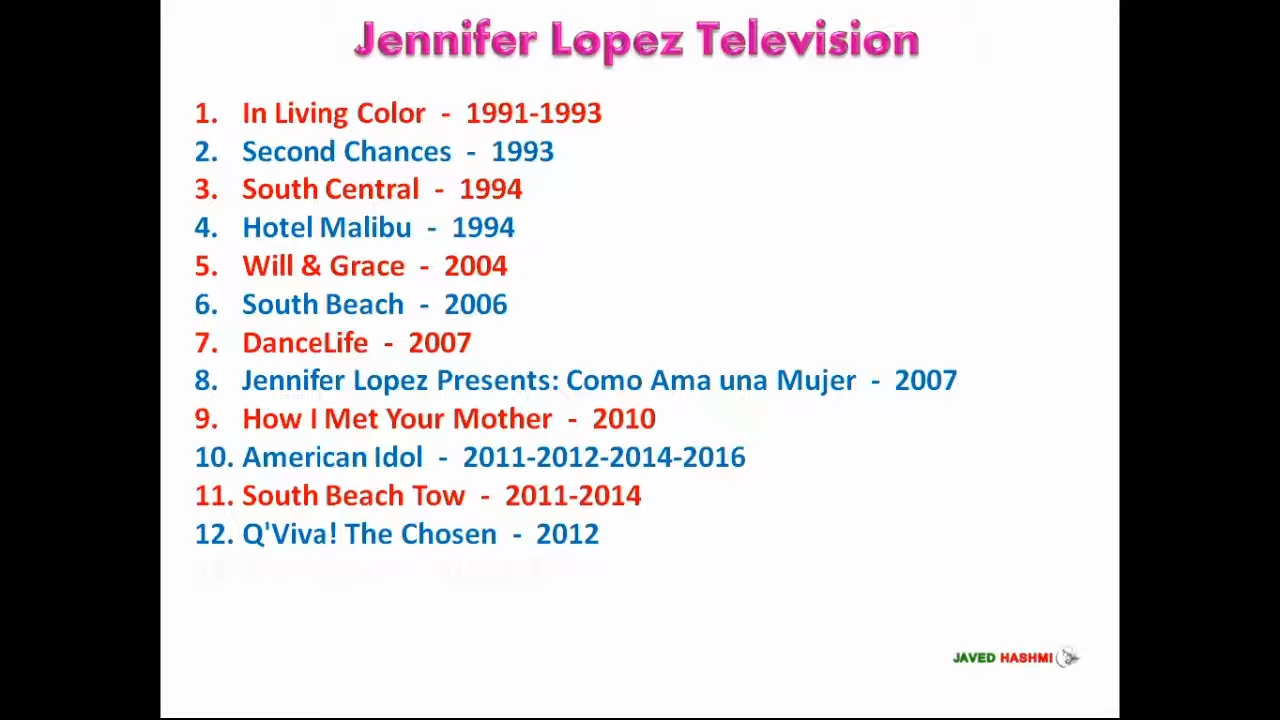 Jennifer Lopez Television
1. In Living Color - 1991-1993
2. Second Chances - 1993
3. South Central - 1994
4. Hotel Malibu - 1994
5. Will & Grace - 2004
6. South Beach - 2006
7. DanceLife - 2007
8. Jennifer Lopez Presents: Como Ama una Mujer - 2007
9. How I Met Your Mother - 2010
10. American Idol - 2011-2012-2014-2016
11. South Beach Tow - 2011-2014
12. Q'Viva! The Chosen - 2012
JAVED HASHMI